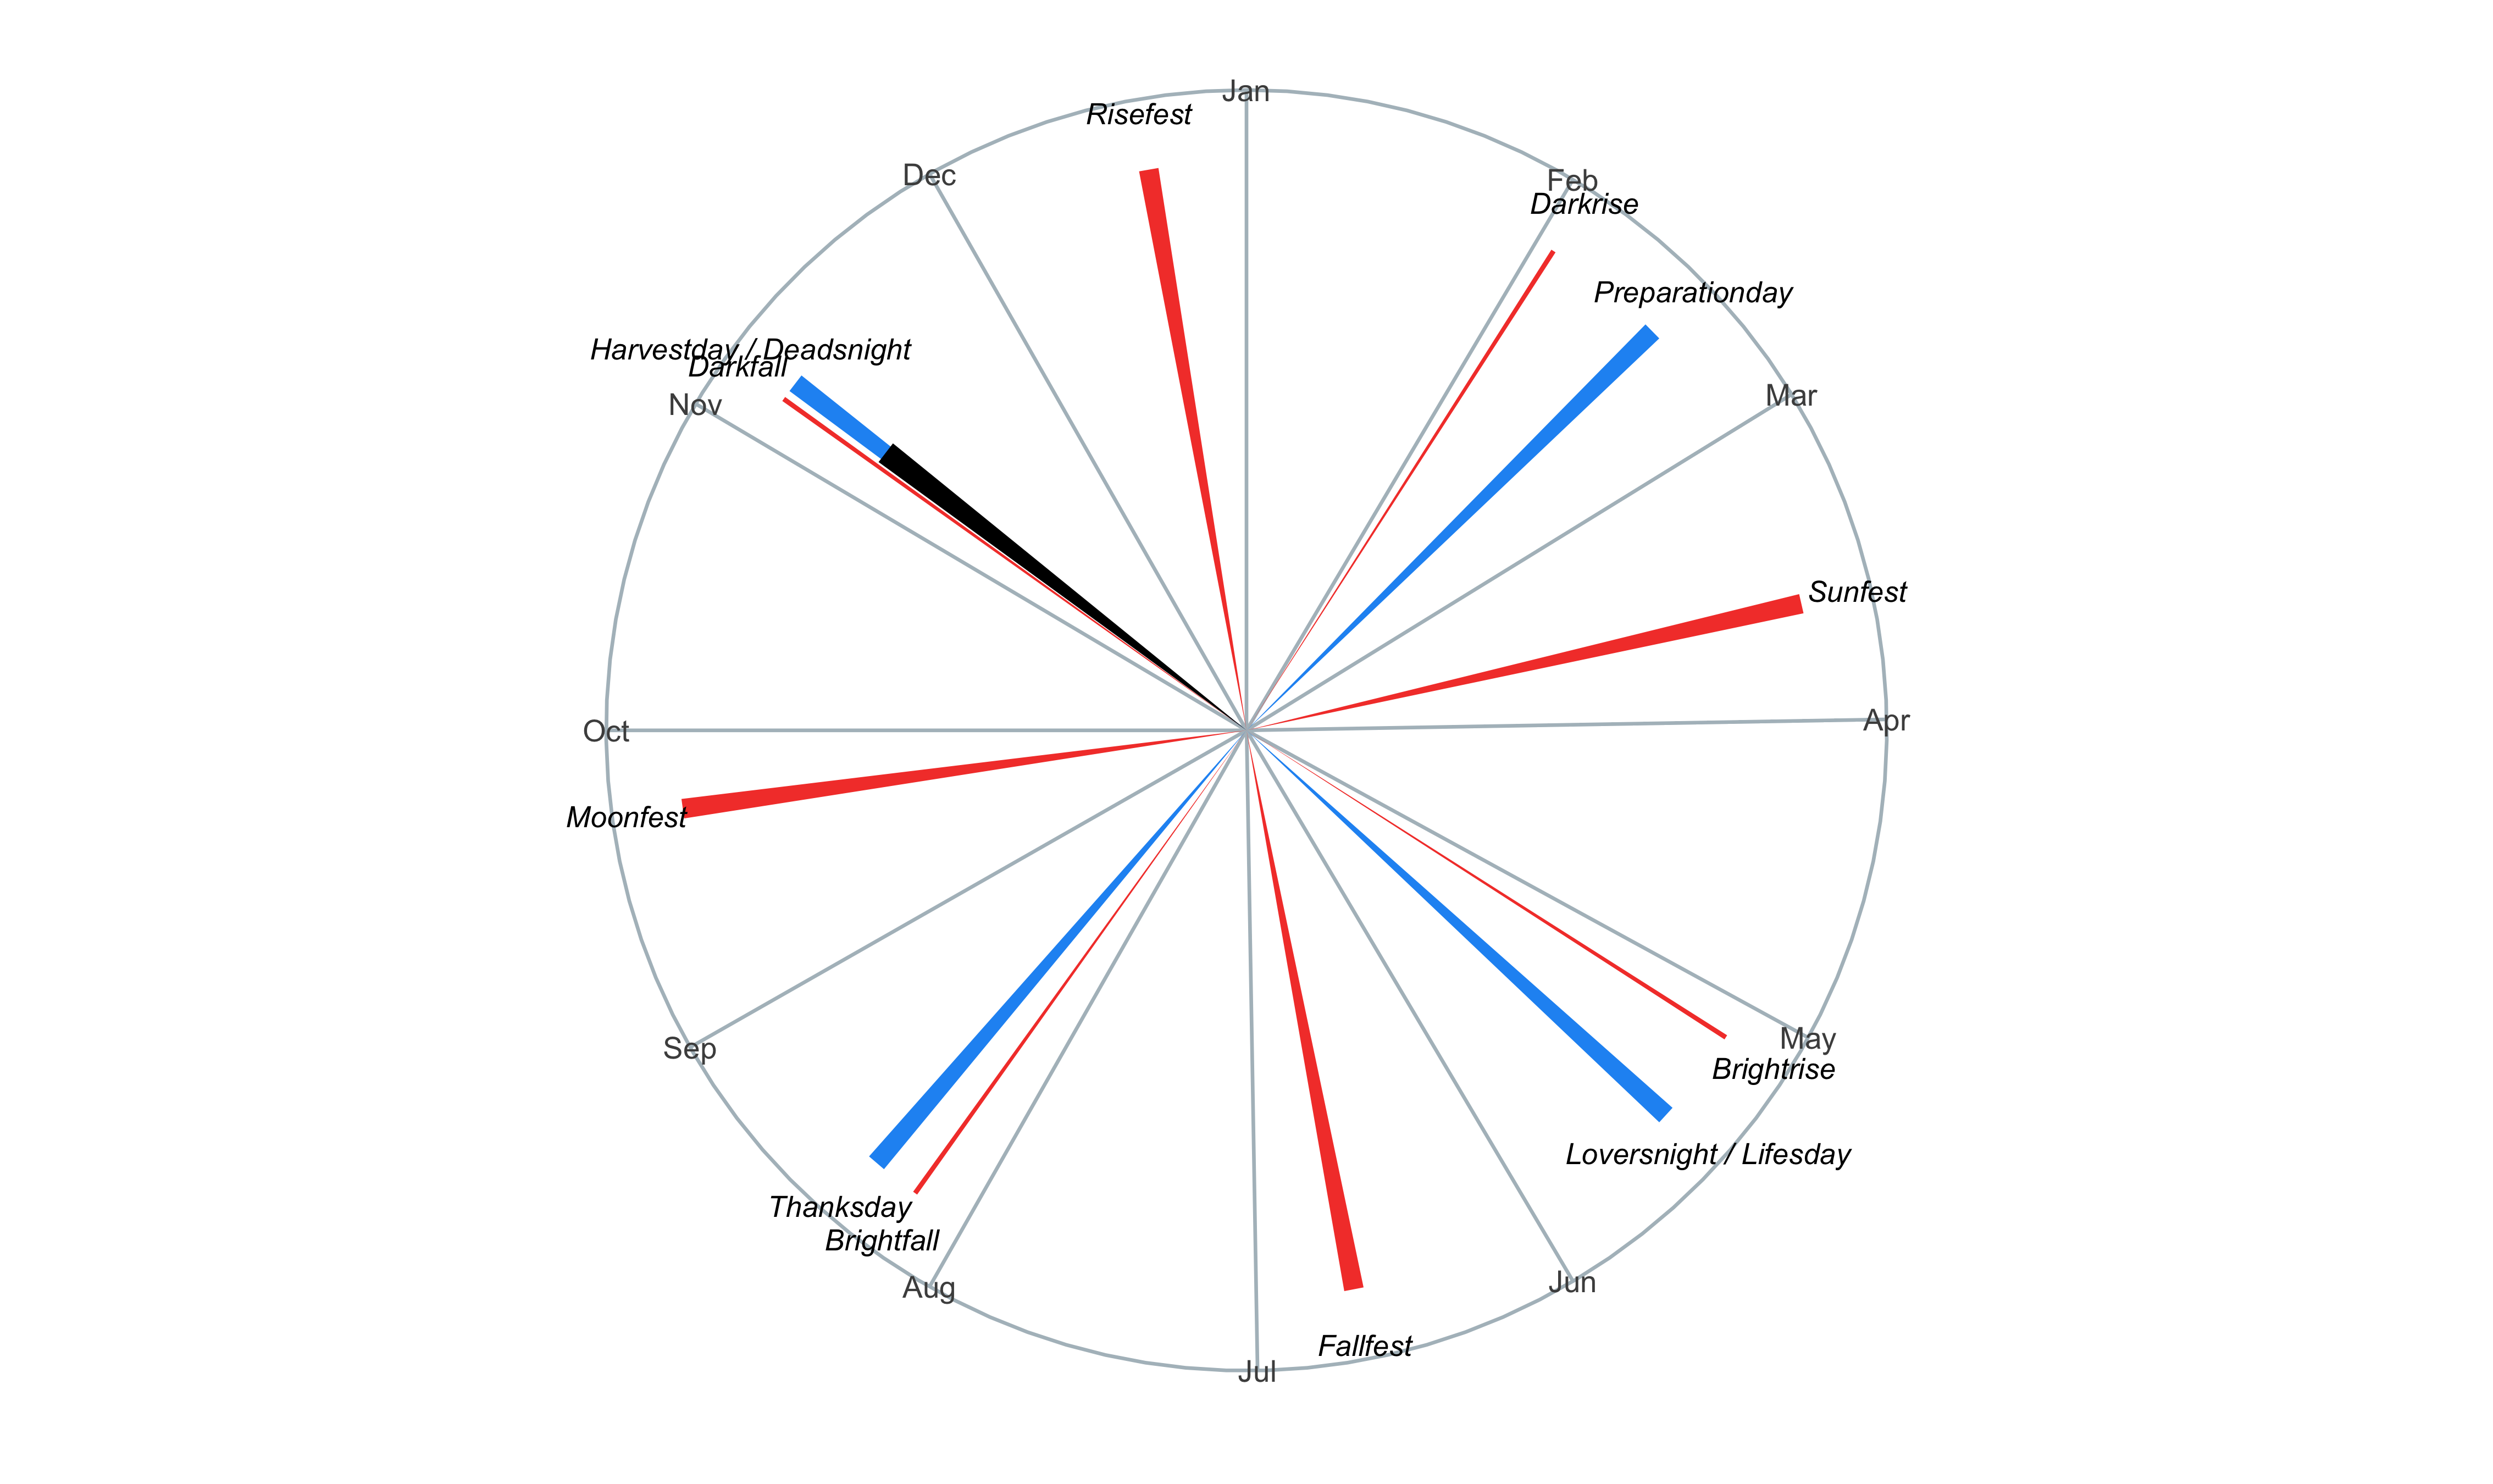 Jan
Risefest
Dec
Feb
Darkrise
Preparationday
Harvestday / Deadsnight
Darkfall
Nov
Mar
Sunfest
Apr
Oct
Moonfest
May
Sep
Brightrise
Loversnight / Lifesday
Thanksday
Brightfall
Aug
Jun
Fallfest
Jul